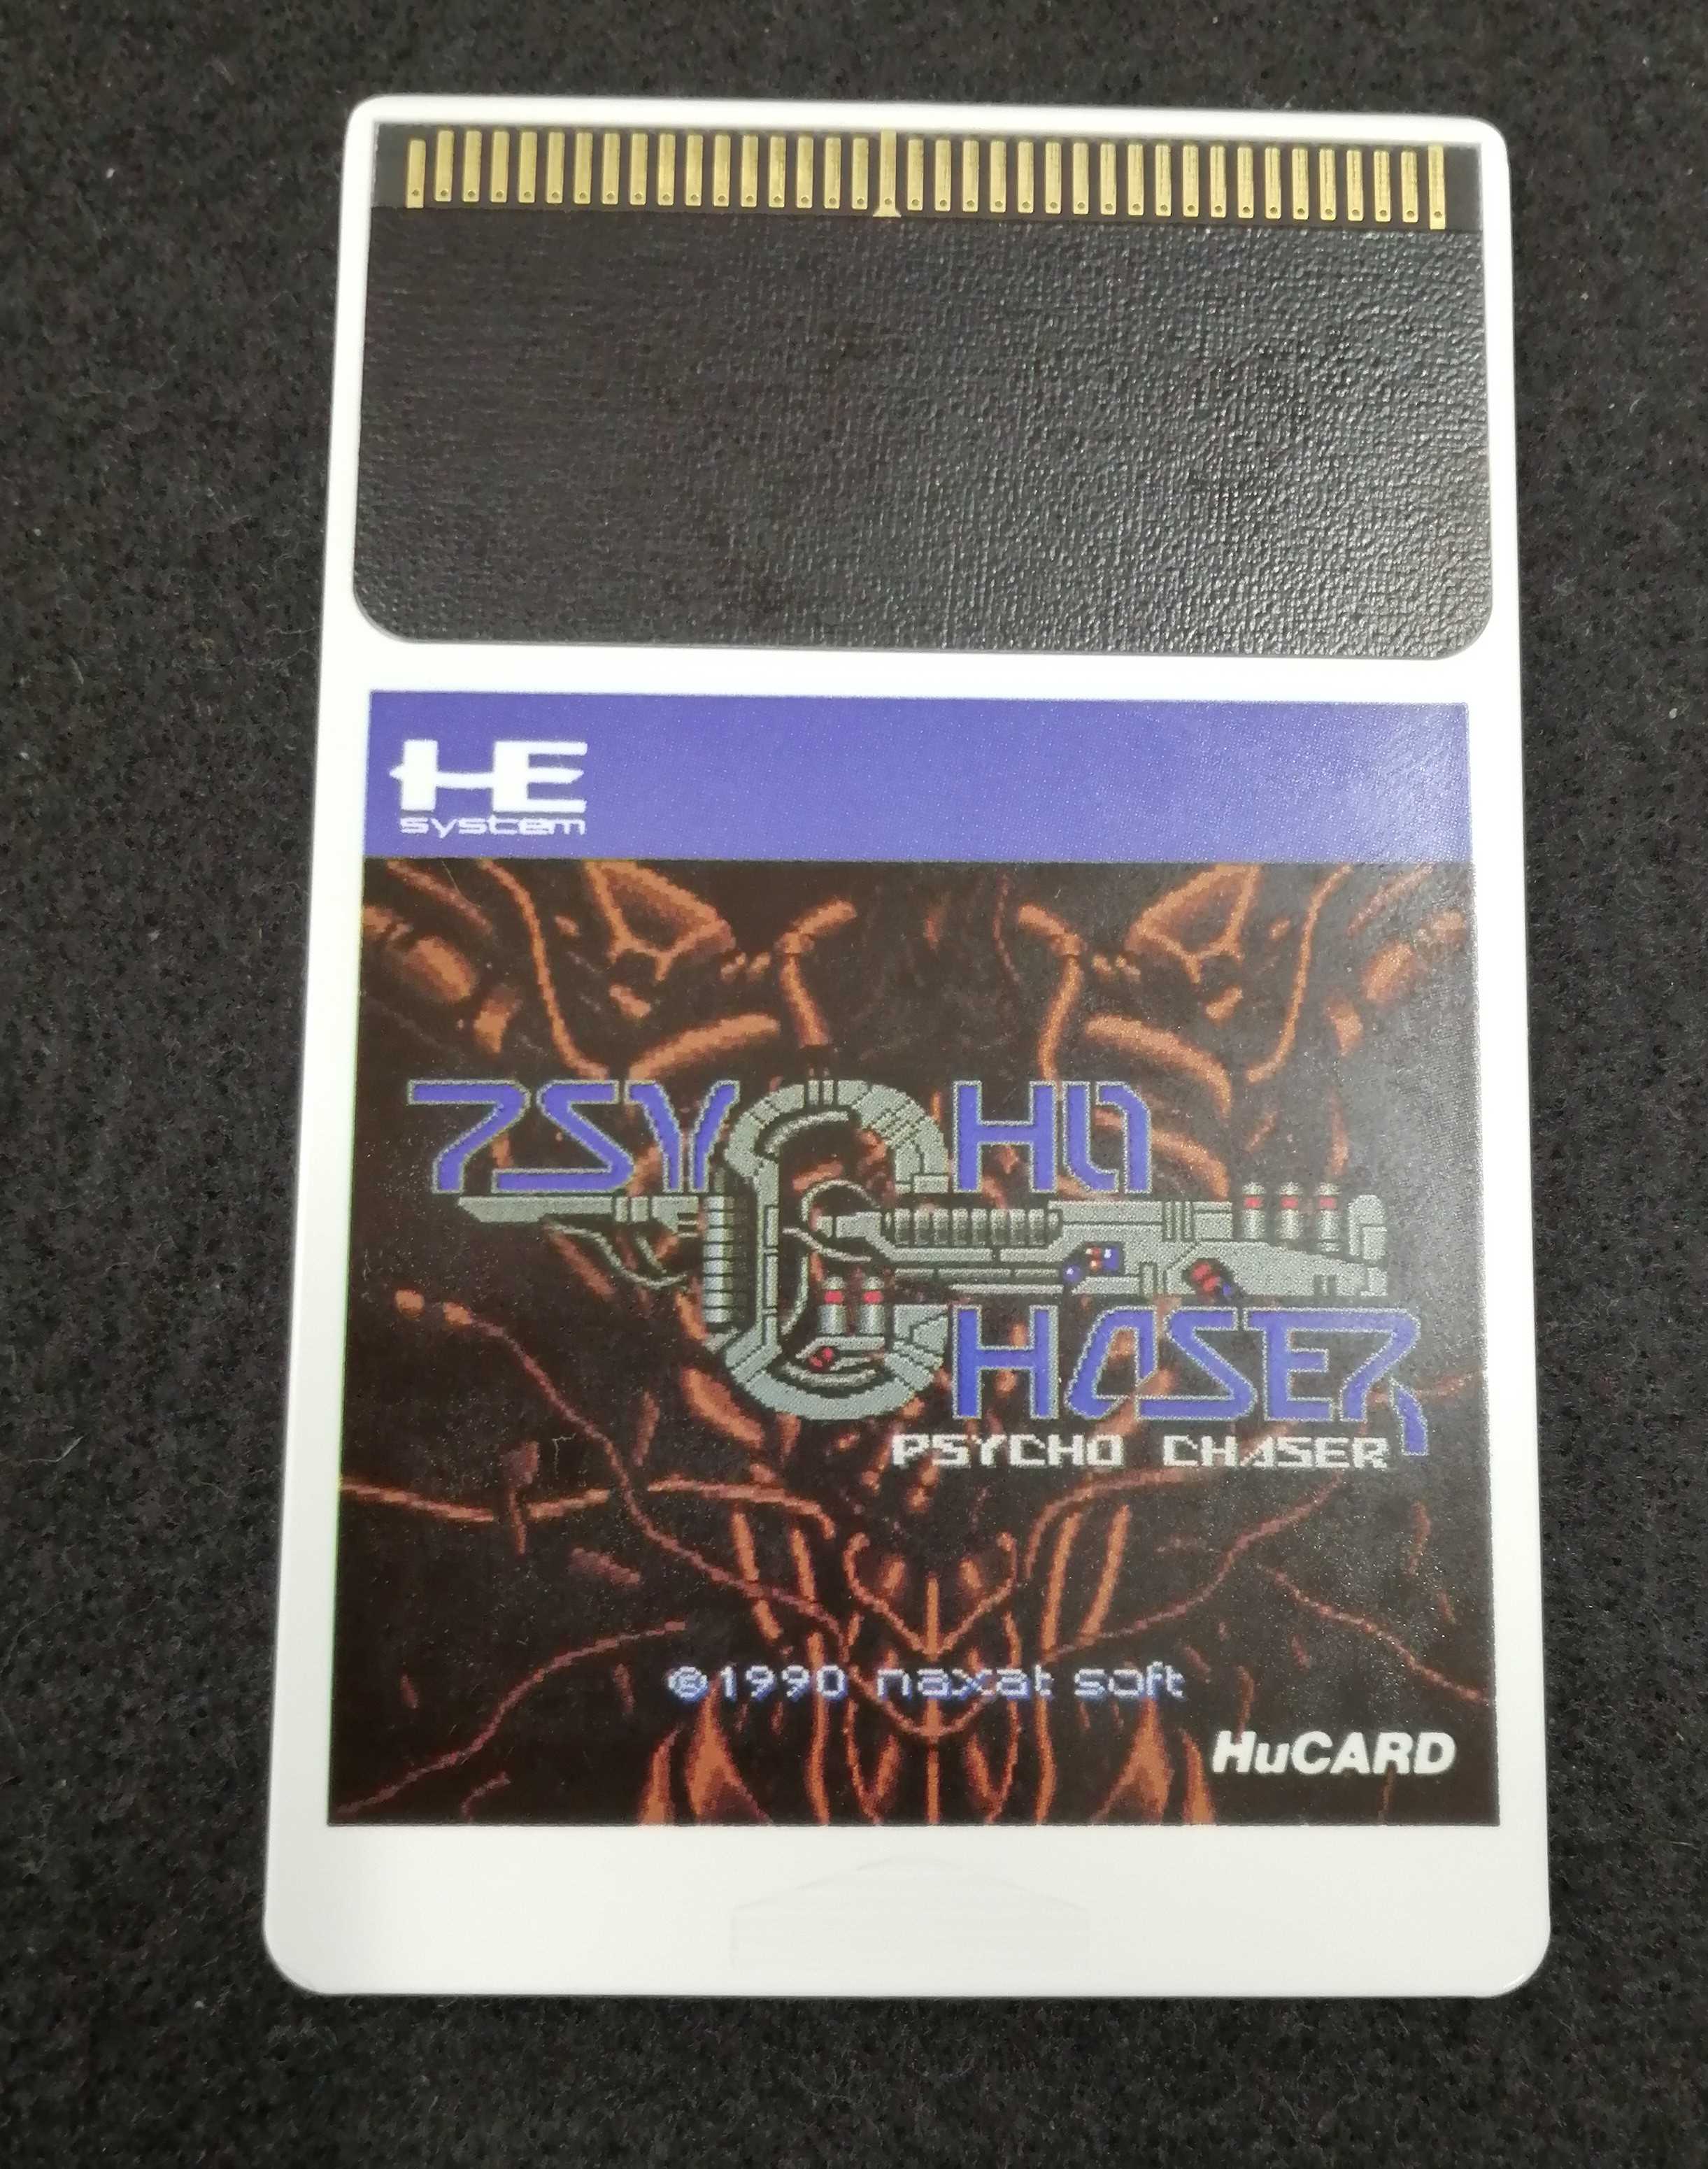 HE
system
PSYCHO
CHASER
PSYCHO CHASER
©1990 naxat soft
HuCARD